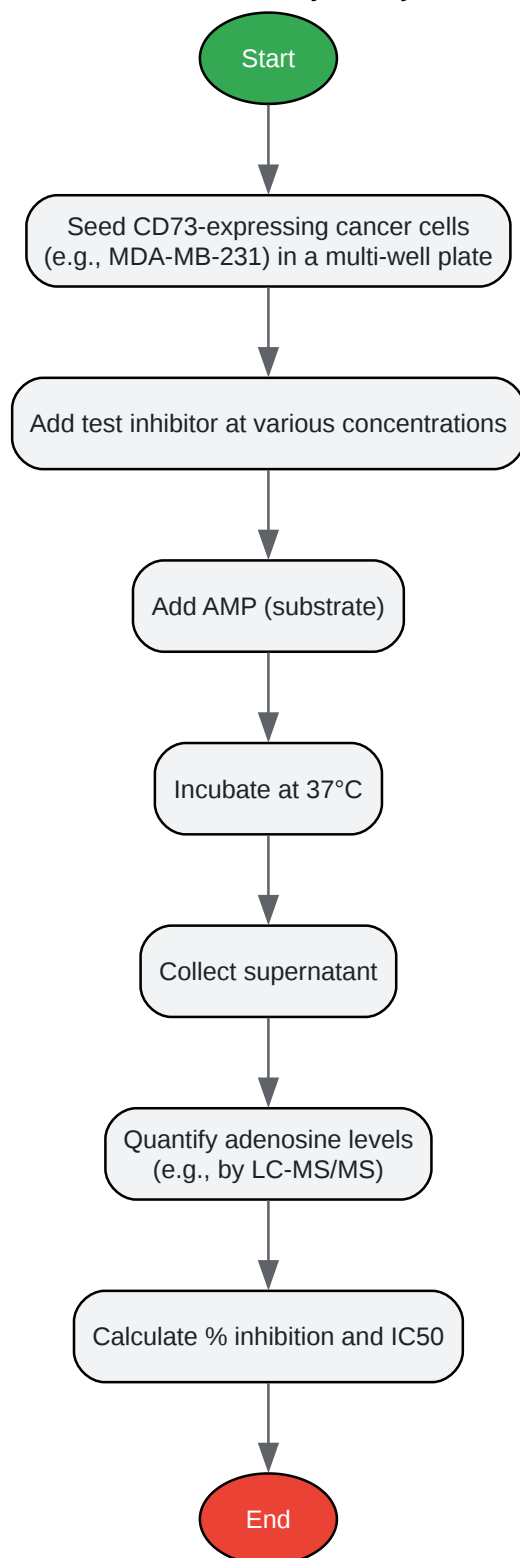 Start
Seed CD73-expressing cancer cells
(e.g., MDA-MB-231) in a multi-well plate
Add test inhibitor at various concentrations
Add AMP (substrate)
Incubate at 37°C
Collect supernatant
Quantify adenosine levels
(e.g., by LC-MS/MS)
Calculate % inhibition and IC50
End